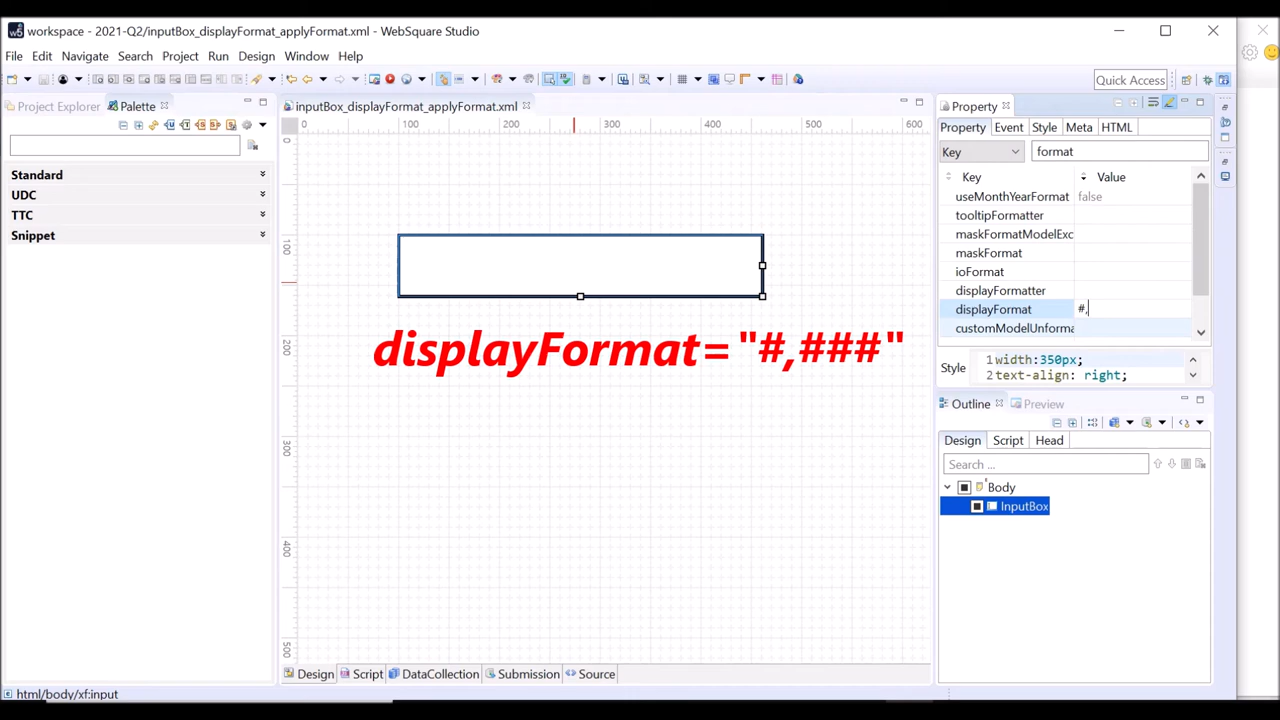 workspace - 2021-Q2/inputBox_displayFormat_applyFormat.xml - WebSquare Studio
File Edit Navigate Search Project Run Design Window Help
Quick Access
Project Explorer Palette
inputBox_displayFormat_applyFormat.xml
Property
Property Event Style Meta HTML
Key format
Standard
UDC
TTC
Snippet
0 100 200 300 400 500 600
0
100
200
300
400
500
displayFormat="#,###"
Key Value
useMonthYearFormat false
tooltipFormatter
maskFormatModelExc
maskFormat
ioFormat
displayFormatter
displayFormat #,
customModelUnforma
Style
1 width:350px;
2 text-align: right;
Outline Preview
Design Script Head
Search ...
Body
InputBox
Design Script DataCollection Submission Source
html/body/xf:input